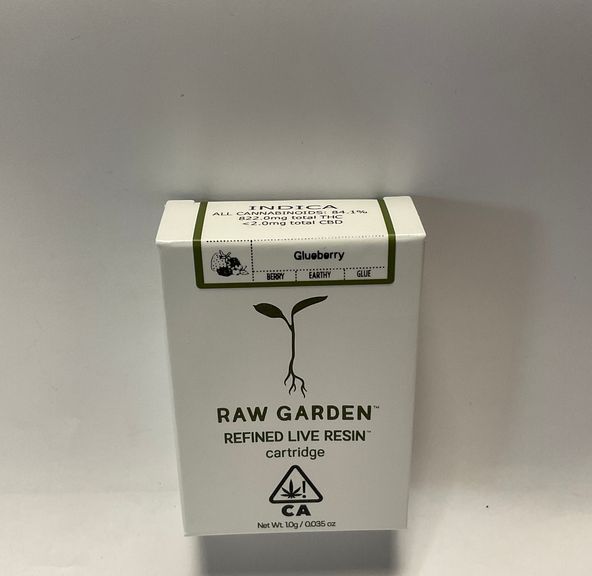 INDICA
ALL CANNABINOIDS: 84.1%
822.0mg total THC
<2.0mg total CBD
Glueberry
BERRY EARTHY GLUE
RAW GARDEN™
REFINED LIVE RESIN™
cartridge
CA
Net Wt. 1.0g / 0.035 oz